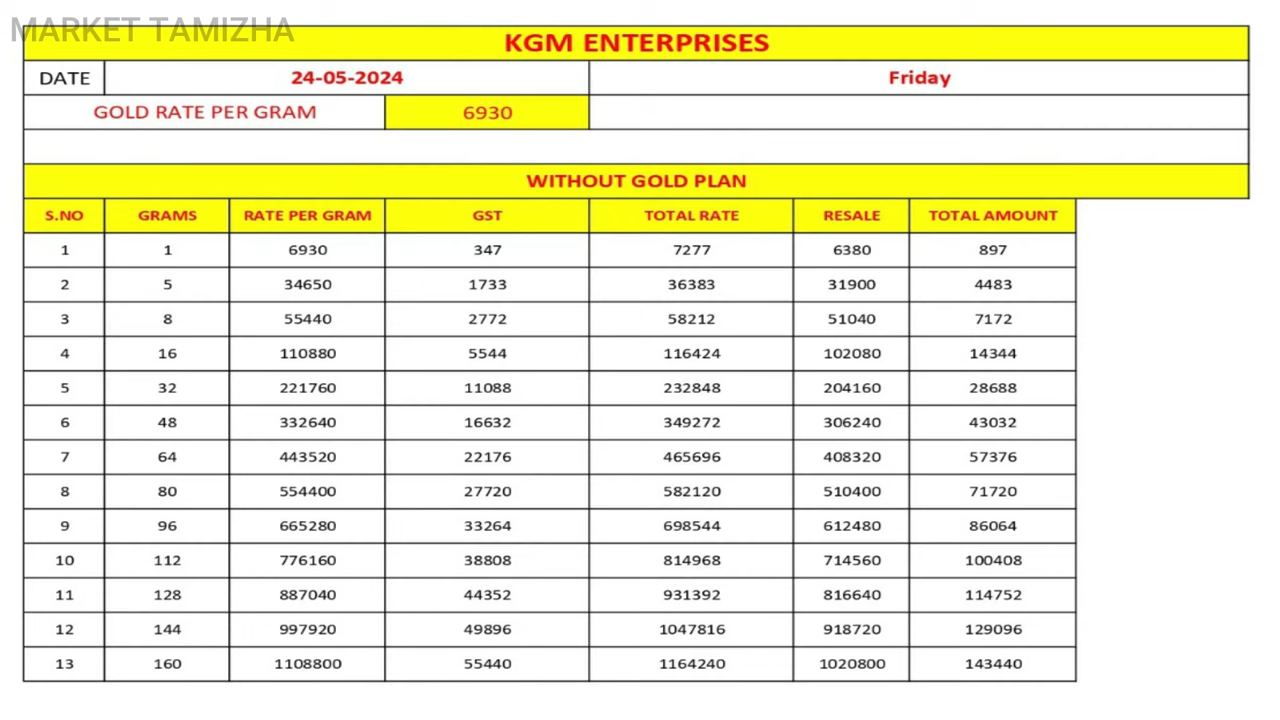 MARKET TAMIZHA
KGM ENTERPRISES
DATE 24-05-2024 Friday
GOLD RATE PER GRAM 6930
WITHOUT GOLD PLAN
S.NO GRAMS RATE PER GRAM GST TOTAL RATE RESALE TOTAL AMOUNT
1 1 6930 347 7277 6380 897
2 5 34650 1733 36383 31900 4483
3 8 55440 2772 58212 51040 7172
4 16 110880 5544 116424 102080 14344
5 32 221760 11088 232848 204160 28688
6 48 332640 16632 349272 306240 43032
7 64 443520 22176 465696 408320 57376
8 80 554400 27720 582120 510400 71720
9 96 665280 33264 698544 612480 86064
10 112 776160 38808 814968 714560 100408
11 128 887040 44352 931392 816640 114752
12 144 997920 49896 1047816 918720 129096
13 160 1108800 55440 1164240 1020800 143440